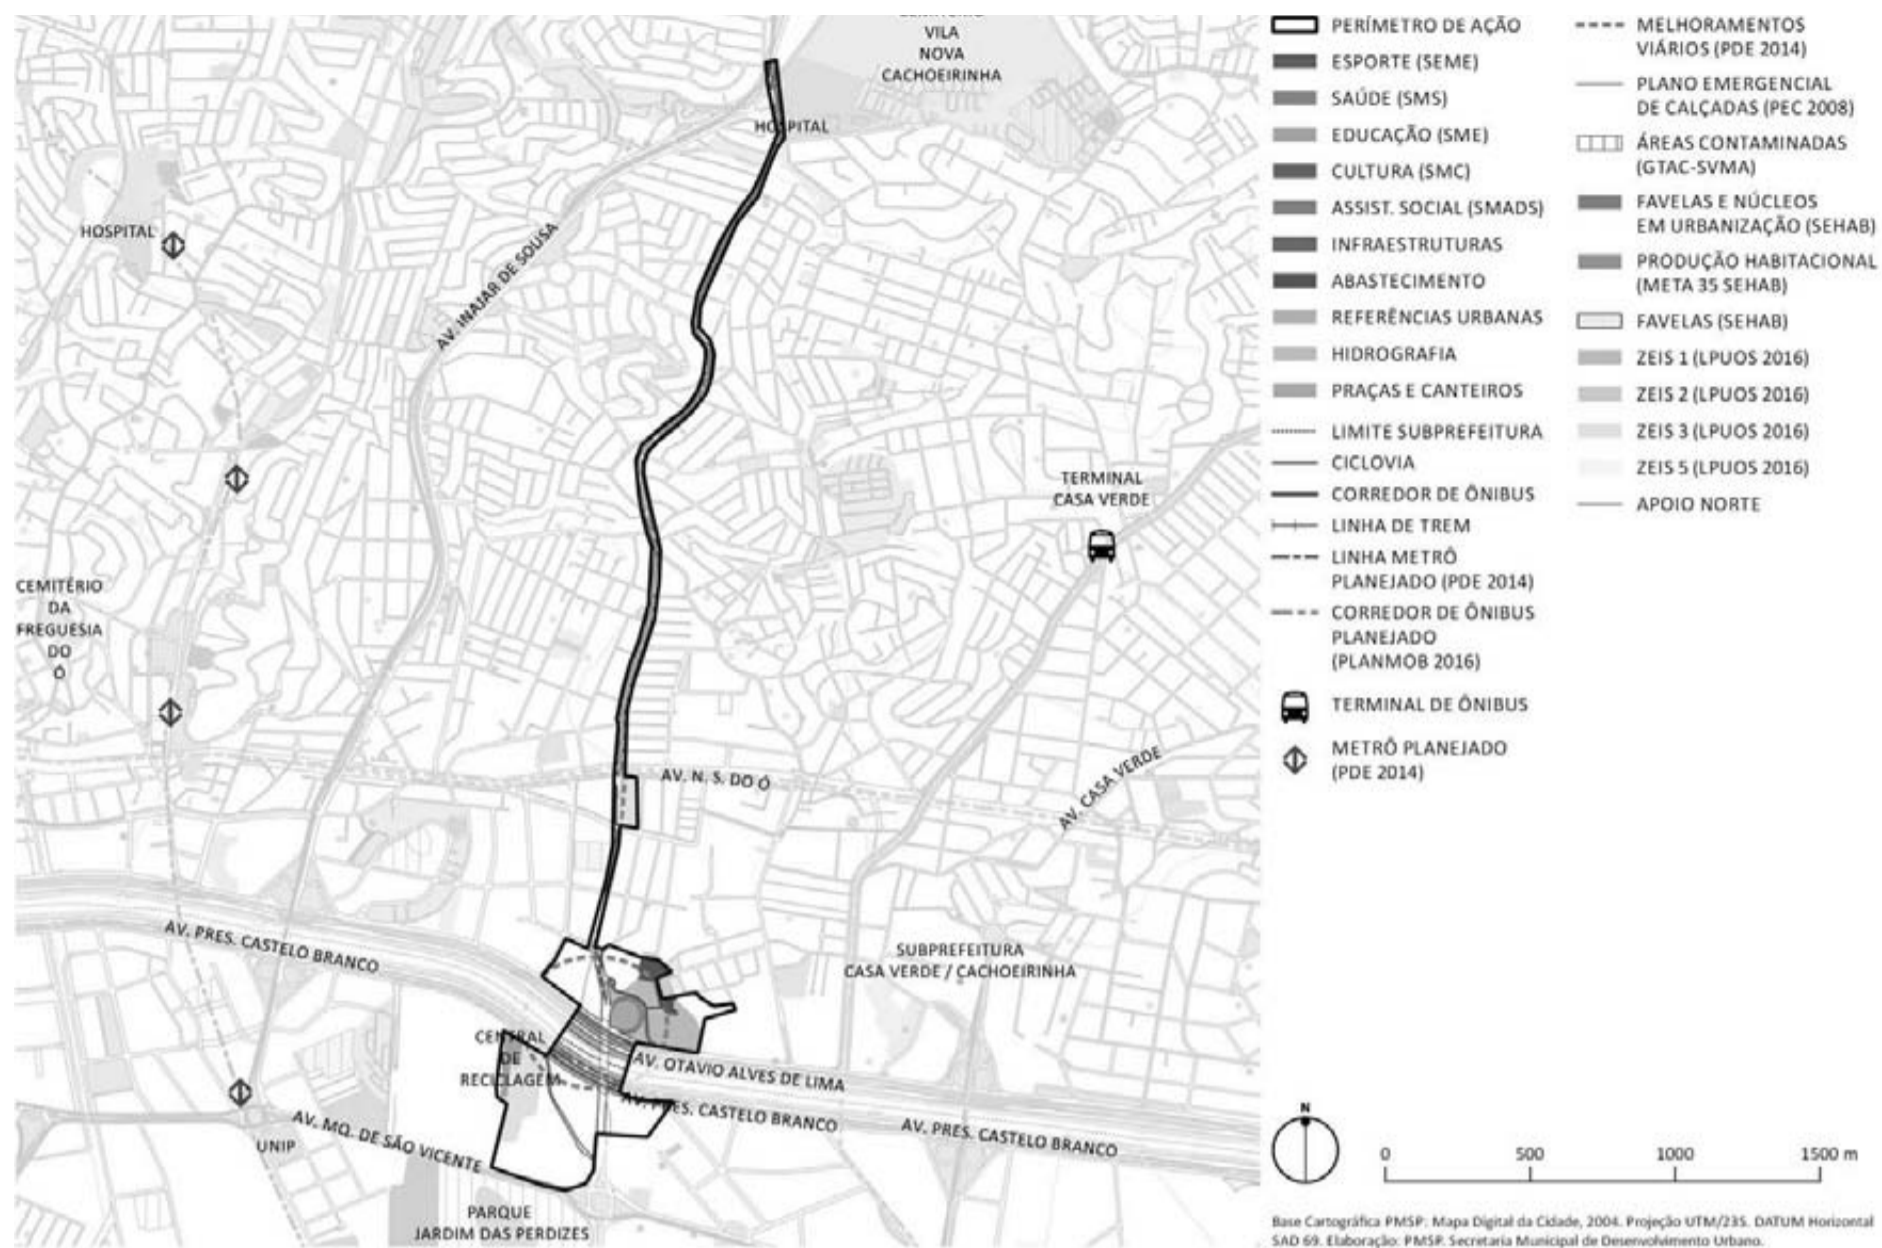 VILA
NOVA
CACHOEIRINHA
HOSPITAL
HOSPITAL
AV. INAJAR DE SOUSA
TERMINAL
CASA VERDE
CEMITÉRIO
DA
FREGUESIA
DO
Ó
AV. N. S. DO Ó
AV. CASA VERDE
AV. PRES. CASTELO BRANCO
SUBPREFEITURA
CASA VERDE / CACHOEIRINHA
CENTRAL
DE
RECICLAGEM
AV. OTAVIO ALVES DE LIMA
AV. PRES. CASTELO BRANCO
AV. PRES. CASTELO BRANCO
AV. MQ. DE SÃO VICENTE
UNIP
PARQUE
JARDIM DAS PERDIZES
PERÍMETRO DE AÇÃO
ESPORTE (SEME)
SAÚDE (SMS)
EDUCAÇÃO (SME)
CULTURA (SMC)
ASSIST. SOCIAL (SMADS)
INFRAESTRUTURAS
ABASTECIMENTO
REFERÊNCIAS URBANAS
HIDROGRAFIA
PRAÇAS E CANTEIROS
LIMITE SUBPREFEITURA
CICLOVIA
CORREDOR DE ÔNIBUS
LINHA DE TREM
LINHA METRÔ
PLANEJADO (PDE 2014)
CORREDOR DE ÔNIBUS
PLANEJADO
(PLANMOB 2016)
TERMINAL DE ÔNIBUS
METRÔ PLANEJADO
(PDE 2014)
MELHORAMENTOS
VIÁRIOS (PDE 2014)
PLANO EMERGENCIAL
DE CALÇADAS (PEC 2008)
ÁREAS CONTAMINADAS
(GTAC-SVMA)
FAVELAS E NÚCLEOS
EM URBANIZAÇÃO (SEHAB)
PRODUÇÃO HABITACIONAL
(META 35 SEHAB)
FAVELAS (SEHAB)
ZEIS 1 (LPUOS 2016)
ZEIS 2 (LPUOS 2016)
ZEIS 3 (LPUOS 2016)
ZEIS 5 (LPUOS 2016)
APOIO NORTE
N
0 500 1000 1500 m
Base Cartográfica PMSP: Mapa Digital da Cidade, 2004. Projeção UTM/23S. DATUM Horizontal
SAD 69. Elaboração: PMSP. Secretaria Municipal de Desenvolvimento Urbano.